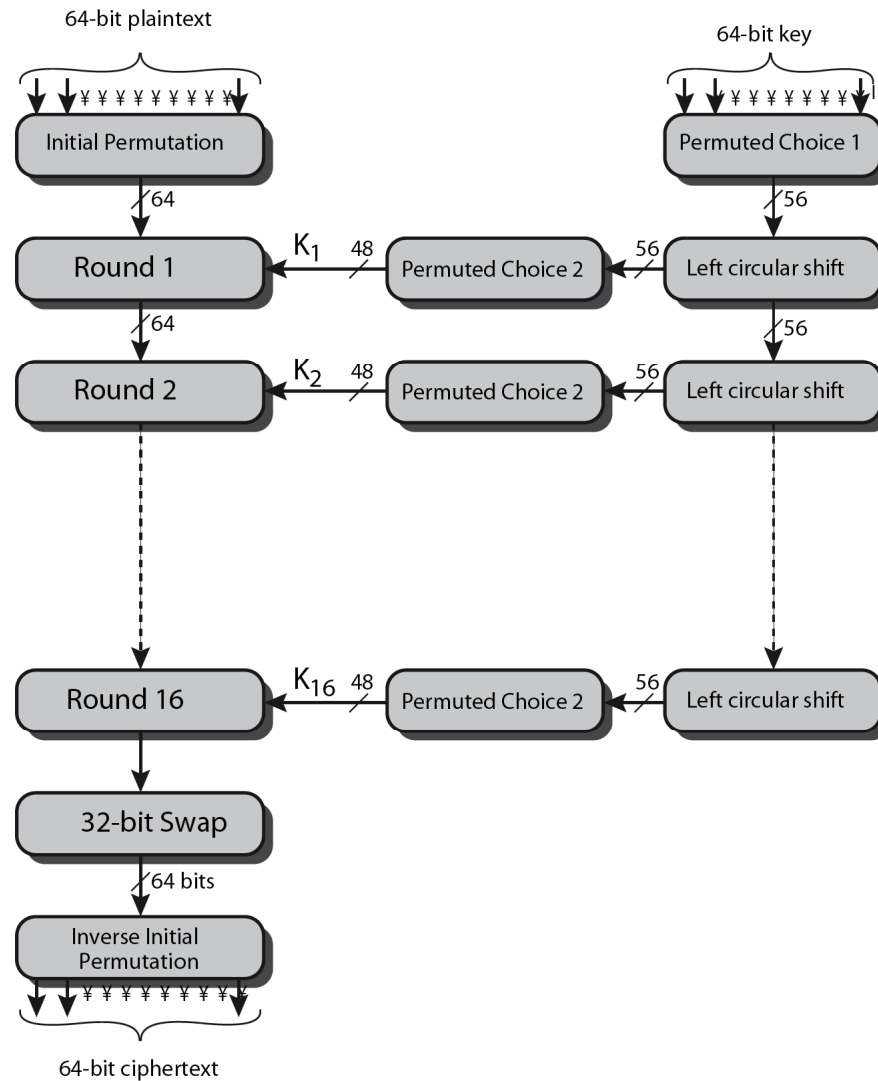 64-bit plaintext
64-bit key
¥ ¥ ¥ ¥ ¥ ¥ ¥ ¥ ¥
¥ ¥ ¥ ¥ ¥ ¥ ¥ ¥
Initial Permutation
Permuted Choice 1
64
56
Round 1
K1
48
Permuted Choice 2
56
Left circular shift
64
56
Round 2
K2
48
Permuted Choice 2
56
Left circular shift
Round 16
K16
48
Permuted Choice 2
56
Left circular shift
32-bit Swap
64 bits
Inverse Initial
Permutation
¥ ¥ ¥ ¥ ¥ ¥ ¥ ¥ ¥
64-bit ciphertext